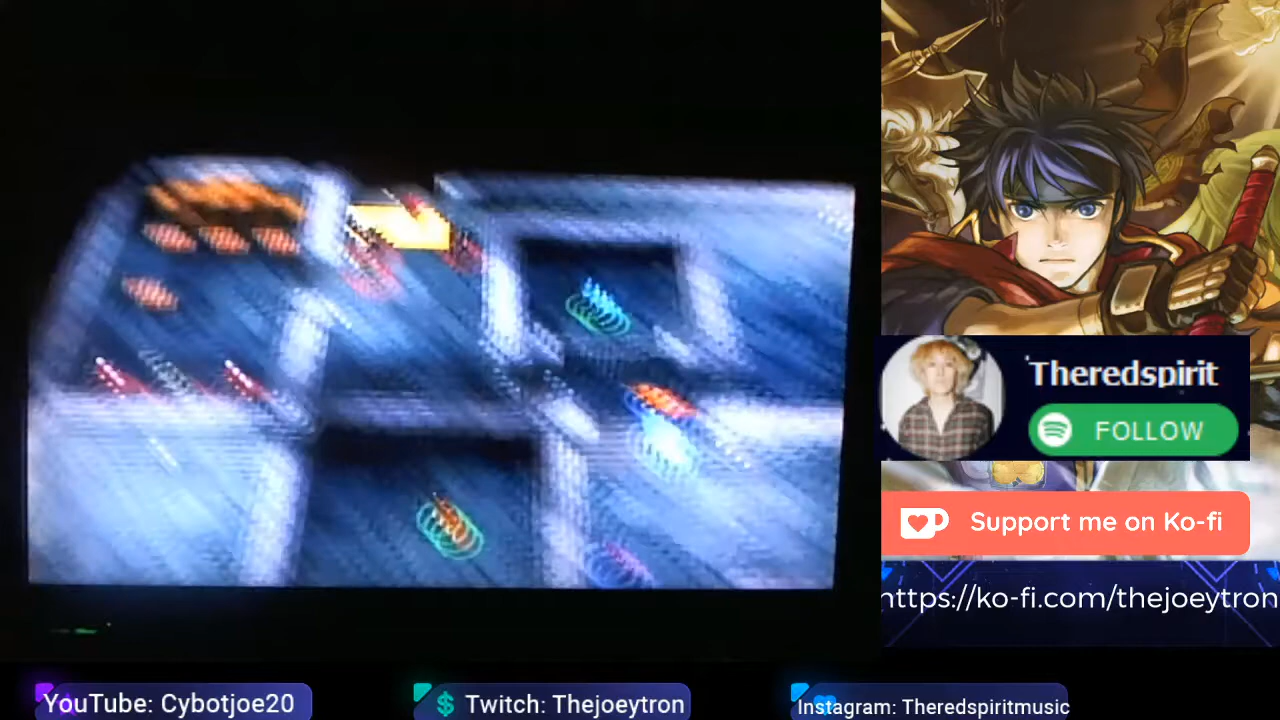 Theredspirit
FOLLOW
Support me on Ko-fi
https://ko-fi.com/thejoeytron
YouTube: Cybotjoe20
Twitch: Thejoeytron
Instagram: Theredspiritmusic